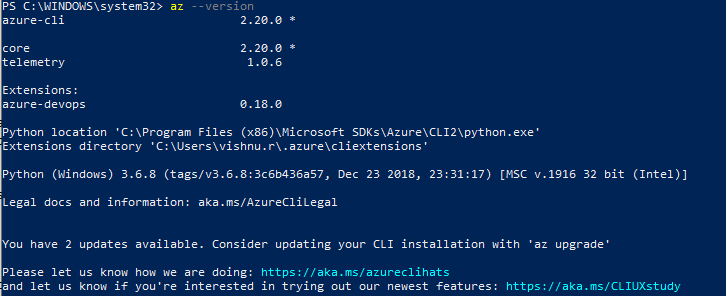 PS C:\WINDOWS\system32> az --version
azure-cli 2.20.0 *
core 2.20.0 *
telemetry 1.0.6
Extensions:
azure-devops 0.18.0
Python location 'C:\Program Files (x86)\Microsoft SDKs\Azure\CLI2\python.exe'
Extensions directory 'C:\Users\vishnu.r\.azure\cliextensions'
Python (Windows) 3.6.8 (tags/v3.6.8:3c6b436a57, Dec 23 2018, 23:31:17) [MSC v.1916 32 bit (Intel)]
Legal docs and information: aka.ms/AzureCliLegal
You have 2 updates available. Consider updating your CLI installation with 'az upgrade'
Please let us know how we are doing: https://aka.ms/azureclihats
and let us know if you're interested in trying out our newest features: https://aka.ms/CLIUXstudy